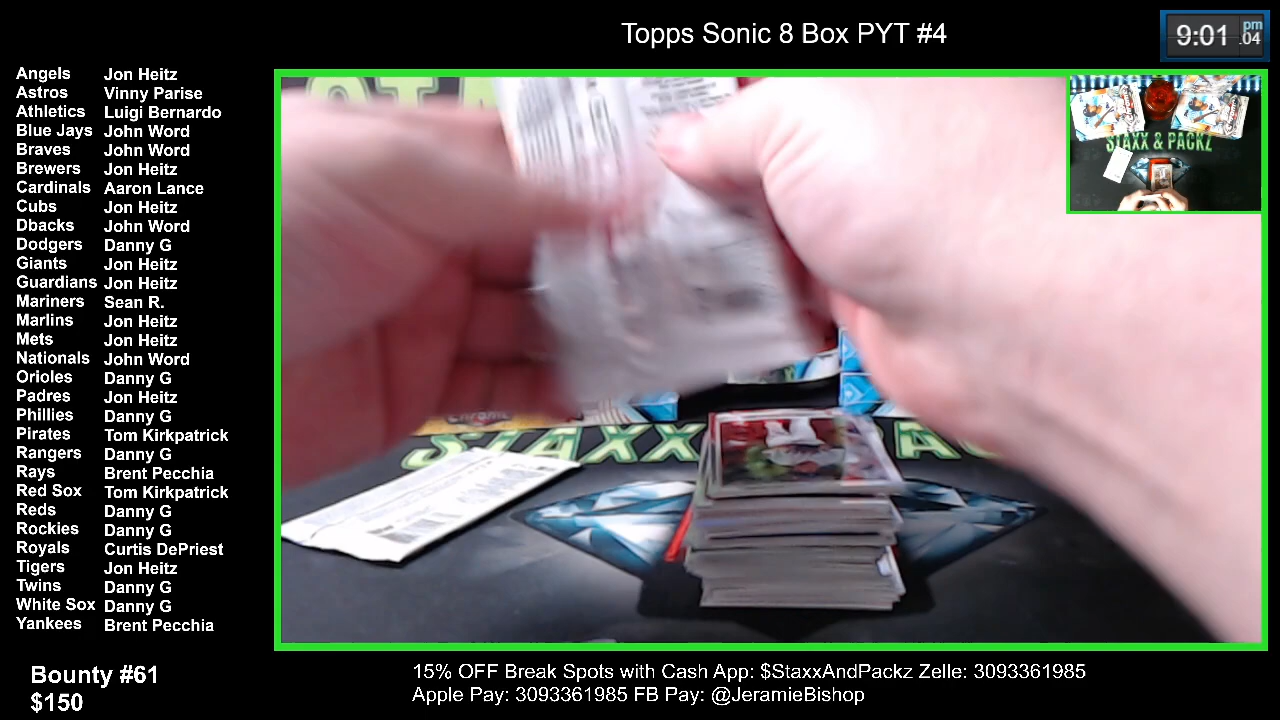 Topps Sonic 8 Box PYT #4
9:01 pm .04
Angels Jon Heitz
Astros Vinny Parise
Athletics Luigi Bernardo
Blue Jays John Word
Braves John Word
Brewers Jon Heitz
Cardinals Aaron Lance
Cubs Jon Heitz
Dbacks John Word
Dodgers Danny G
Giants Jon Heitz
Guardians Jon Heitz
Mariners Sean R.
Marlins Jon Heitz
Mets Jon Heitz
Nationals John Word
Orioles Danny G
Padres Jon Heitz
Phillies Danny G
Pirates Tom Kirkpatrick
Rangers Danny G
Rays Brent Pecchia
Red Sox Tom Kirkpatrick
Reds Danny G
Rockies Danny G
Royals Curtis DePriest
Tigers Jon Heitz
Twins Danny G
White Sox Danny G
Yankees Brent Pecchia
STAXX & PACKZ
Chrome
STAXX
Bounty #61
$150
15% OFF Break Spots with Cash App: $StaxxAndPackz Zelle: 3093361985
Apple Pay: 3093361985 FB Pay: @JeramieBishop